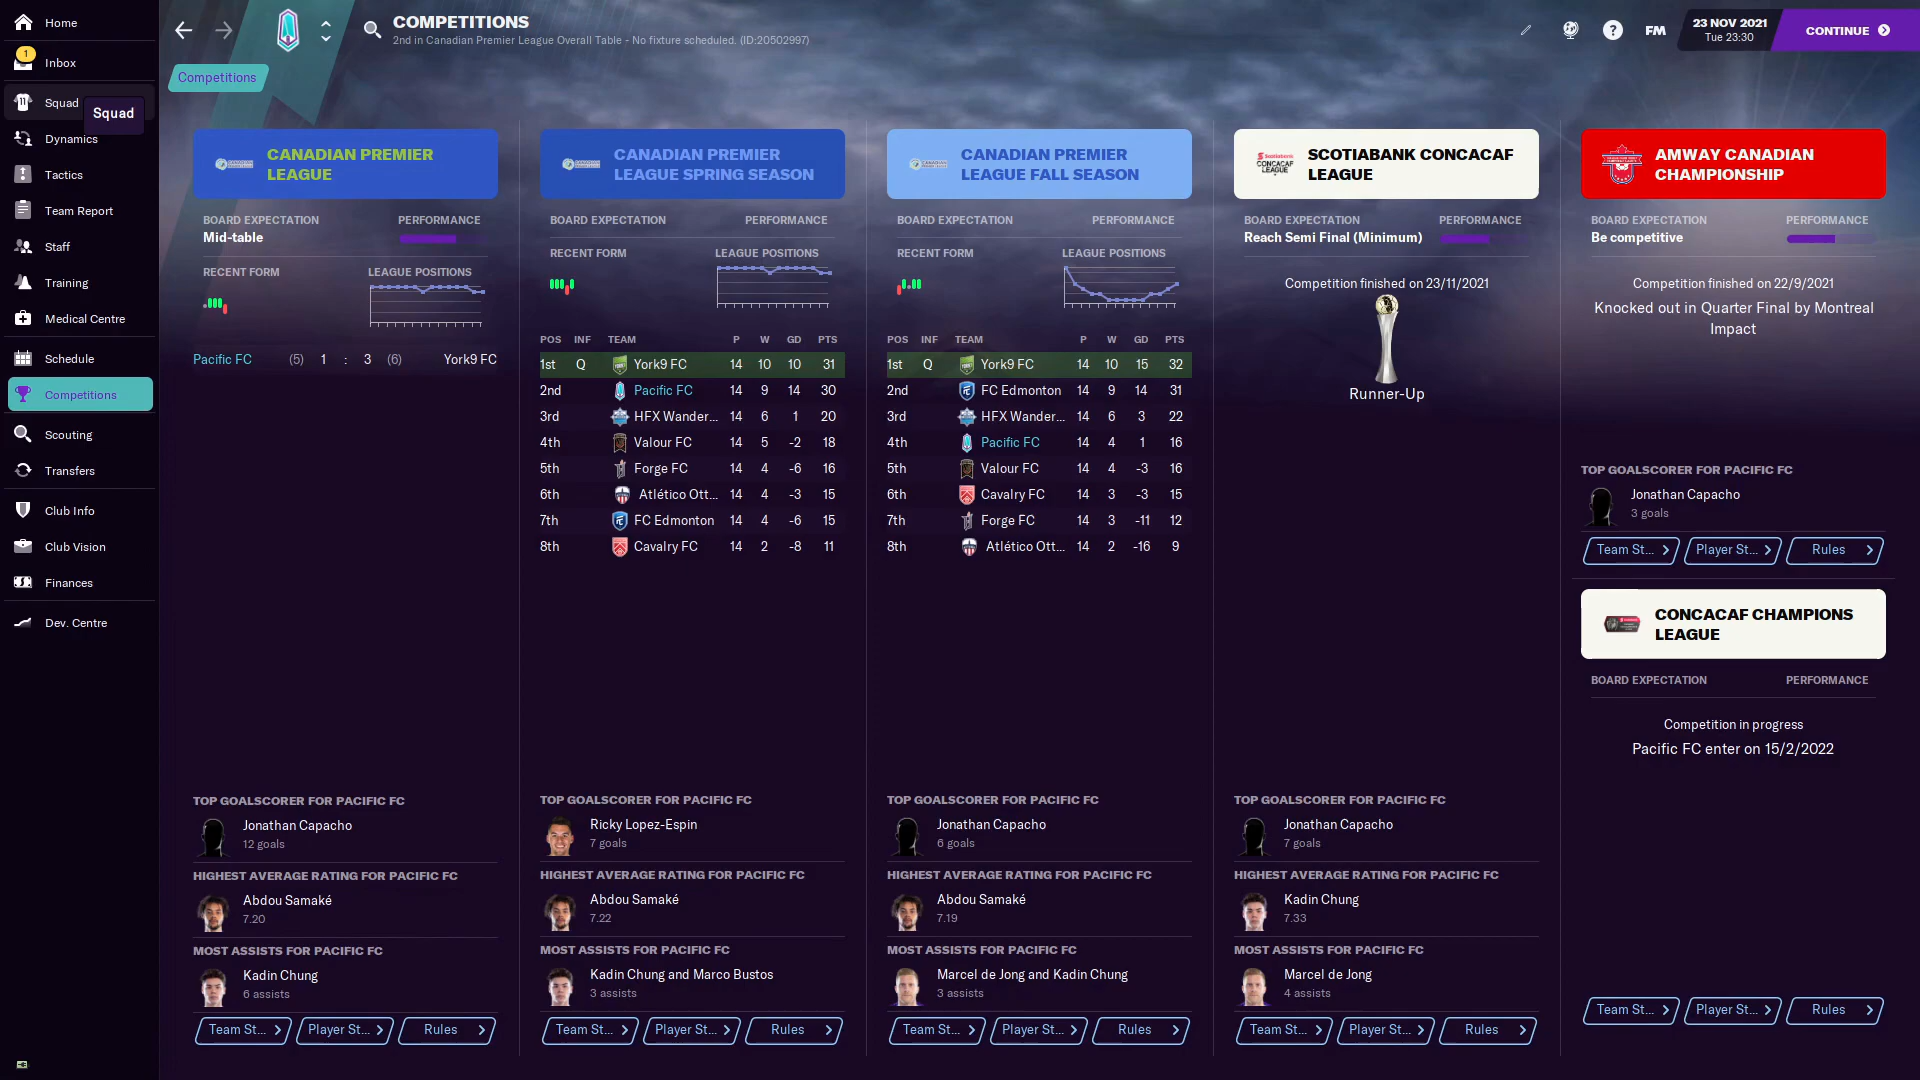 Home
1
Inbox
Squad
Squad
Dynamics
Tactics
Team Report
Staff
Training
Medical Centre
Schedule
Competitions
Scouting
Transfers
Club Info
Club Vision
Finances
Dev. Centre
COMPETITIONS
2nd in Canadian Premier League Overall Table - No fixture scheduled. (ID:20502997)
FM
23 NOV 2021
Tue 23:30
CONTINUE
Competitions
CANADIAN PREMIER
LEAGUE
BOARD EXPECTATION PERFORMANCE
Mid-table
RECENT FORM LEAGUE POSITIONS
Pacific FC (5) 1 : 3 (6) York9 FC
TOP GOALSCORER FOR PACIFIC FC
Jonathan Capacho
12 goals
HIGHEST AVERAGE RATING FOR PACIFIC FC
Abdou Samaké
7.20
MOST ASSISTS FOR PACIFIC FC
Kadin Chung
6 assists
Team St... Player St... Rules
CANADIAN PREMIER
LEAGUE SPRING SEASON
BOARD EXPECTATION PERFORMANCE
RECENT FORM LEAGUE POSITIONS
POS INF TEAM P W GD PTS
1st Q York9 FC 14 10 10 31
2nd Pacific FC 14 9 14 30
3rd HFX Wander... 14 6 1 20
4th Valour FC 14 5 -2 18
5th Forge FC 14 4 -6 16
6th Atlético Ott... 14 4 -3 15
7th FC Edmonton 14 4 -6 15
8th Cavalry FC 14 2 -8 11
TOP GOALSCORER FOR PACIFIC FC
Ricky Lopez-Espin
7 goals
HIGHEST AVERAGE RATING FOR PACIFIC FC
Abdou Samaké
7.22
MOST ASSISTS FOR PACIFIC FC
Kadin Chung and Marco Bustos
3 assists
Team St... Player St... Rules
CANADIAN PREMIER
LEAGUE FALL SEASON
BOARD EXPECTATION PERFORMANCE
RECENT FORM LEAGUE POSITIONS
POS INF TEAM P W GD PTS
1st Q York9 FC 14 10 15 32
2nd FC Edmonton 14 9 14 31
3rd HFX Wander... 14 6 3 22
4th Pacific FC 14 4 1 16
5th Valour FC 14 4 -3 16
6th Cavalry FC 14 3 -3 15
7th Forge FC 14 3 -11 12
8th Atlético Ott... 14 2 -16 9
TOP GOALSCORER FOR PACIFIC FC
Jonathan Capacho
6 goals
HIGHEST AVERAGE RATING FOR PACIFIC FC
Abdou Samaké
7.19
MOST ASSISTS FOR PACIFIC FC
Marcel de Jong and Kadin Chung
3 assists
Team St... Player St... Rules
Scotiabank
CONCACAF
LEAGUE
SCOTIABANK CONCACAF
LEAGUE
BOARD EXPECTATION PERFORMANCE
Reach Semi Final (Minimum)
Competition finished on 23/11/2021
Runner-Up
TOP GOALSCORER FOR PACIFIC FC
Jonathan Capacho
7 goals
HIGHEST AVERAGE RATING FOR PACIFIC FC
Kadin Chung
7.33
MOST ASSISTS FOR PACIFIC FC
Marcel de Jong
4 assists
Team St... Player St... Rules
AMWAY CANADIAN
CHAMPIONSHIP
BOARD EXPECTATION PERFORMANCE
Be competitive
Competition finished on 22/9/2021
Knocked out in Quarter Final by Montreal
Impact
TOP GOALSCORER FOR PACIFIC FC
Jonathan Capacho
3 goals
Team St... Player St... Rules
CONCACAF CHAMPIONS
LEAGUE
BOARD EXPECTATION PERFORMANCE
Competition in progress
Pacific FC enter on 15/2/2022
Team St... Player St... Rules